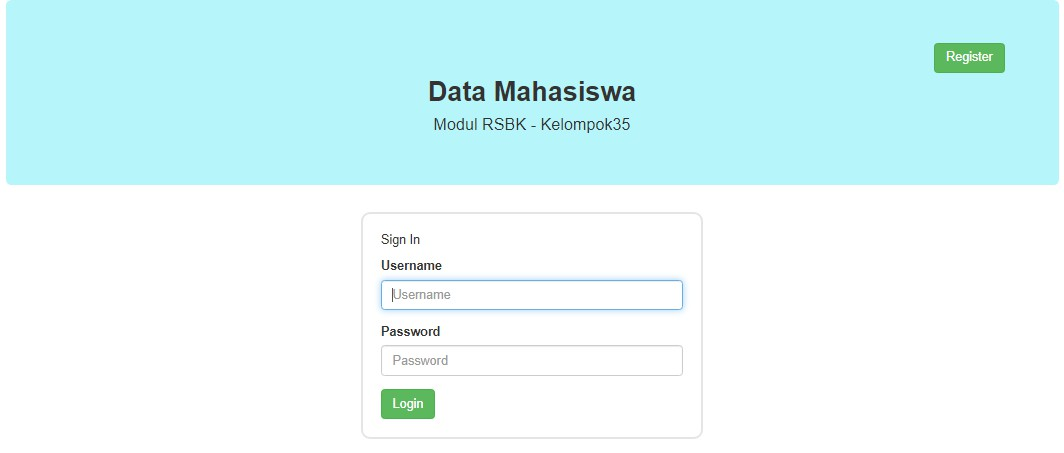 Register
Data Mahasiswa
Modul RSBK - Kelompok35
Sign In
Username
Username
Password
Password
Login